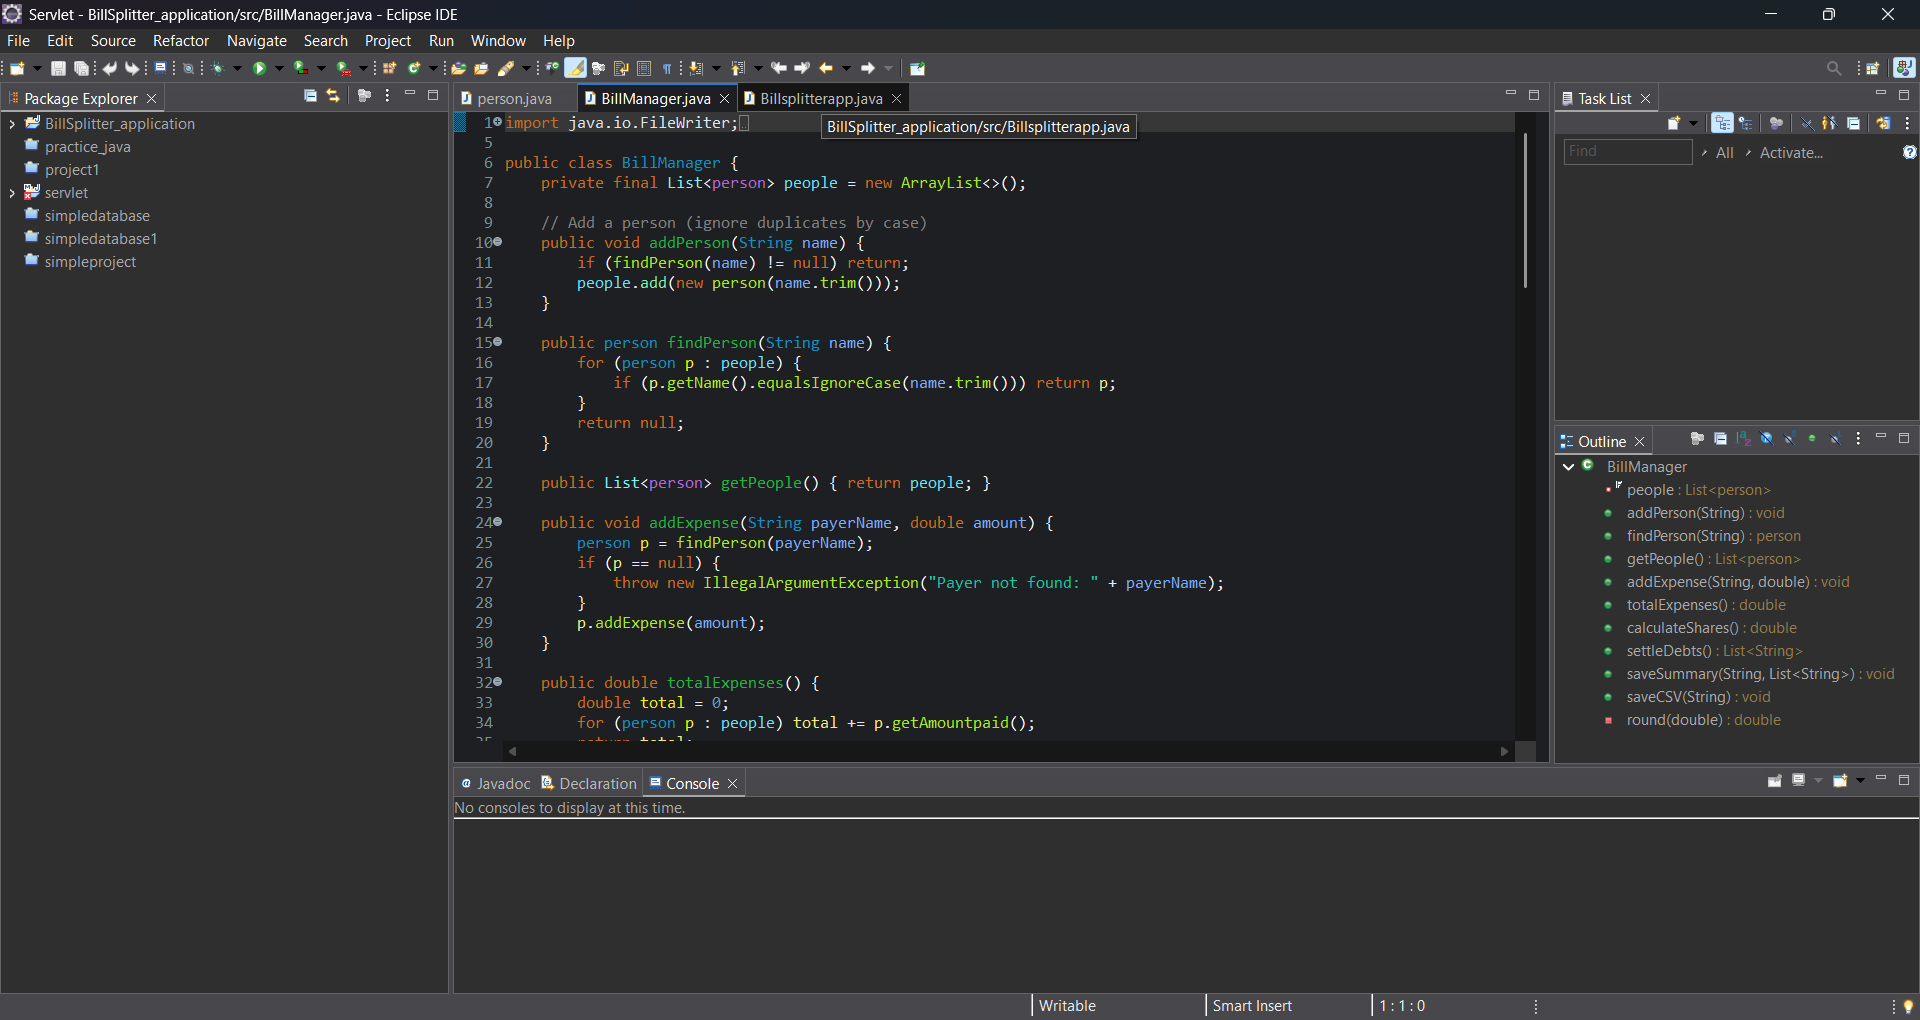 Servlet - BillSplitter_application/src/BillManager.java - Eclipse IDE
File Edit Source Refactor Navigate Search Project Run Window Help
Package Explorer
BillSplitter_application
practice_java
project1
servlet
simpledatabase
simpledatabase1
simpleproject
person.java BillManager.java Billsplitterapp.java
BillSplitter_application/src/Billsplitterapp.java
1 import java.io.FileWriter;
5
6 public class BillManager {
7 private final List<person> people = new ArrayList<>();
8
9 // Add a person (ignore duplicates by case)
10 public void addPerson(String name) {
11 if (findPerson(name) != null) return;
12 people.add(new person(name.trim()));
13 }
14
15 public person findPerson(String name) {
16 for (person p : people) {
17 if (p.getName().equalsIgnoreCase(name.trim())) return p;
18 }
19 return null;
20 }
21
22 public List<person> getPeople() { return people; }
23
24 public void addExpense(String payerName, double amount) {
25 person p = findPerson(payerName);
26 if (p == null) {
27 throw new IllegalArgumentException("Payer not found: " + payerName);
28 }
29 p.addExpense(amount);
30 }
31
32 public double totalExpenses() {
33 double total = 0;
34 for (person p : people) total += p.getAmountpaid();
35 return total;
Task List
Find All Activate...
Outline
BillManager
people : List<person>
addPerson(String) : void
findPerson(String) : person
getPeople() : List<person>
addExpense(String, double) : void
totalExpenses() : double
calculateShares() : double
settleDebts() : List<String>
saveSummary(String, List<String>) : void
saveCSV(String) : void
round(double) : double
Javadoc Declaration Console
No consoles to display at this time.
Writable Smart Insert 1 : 1 : 0